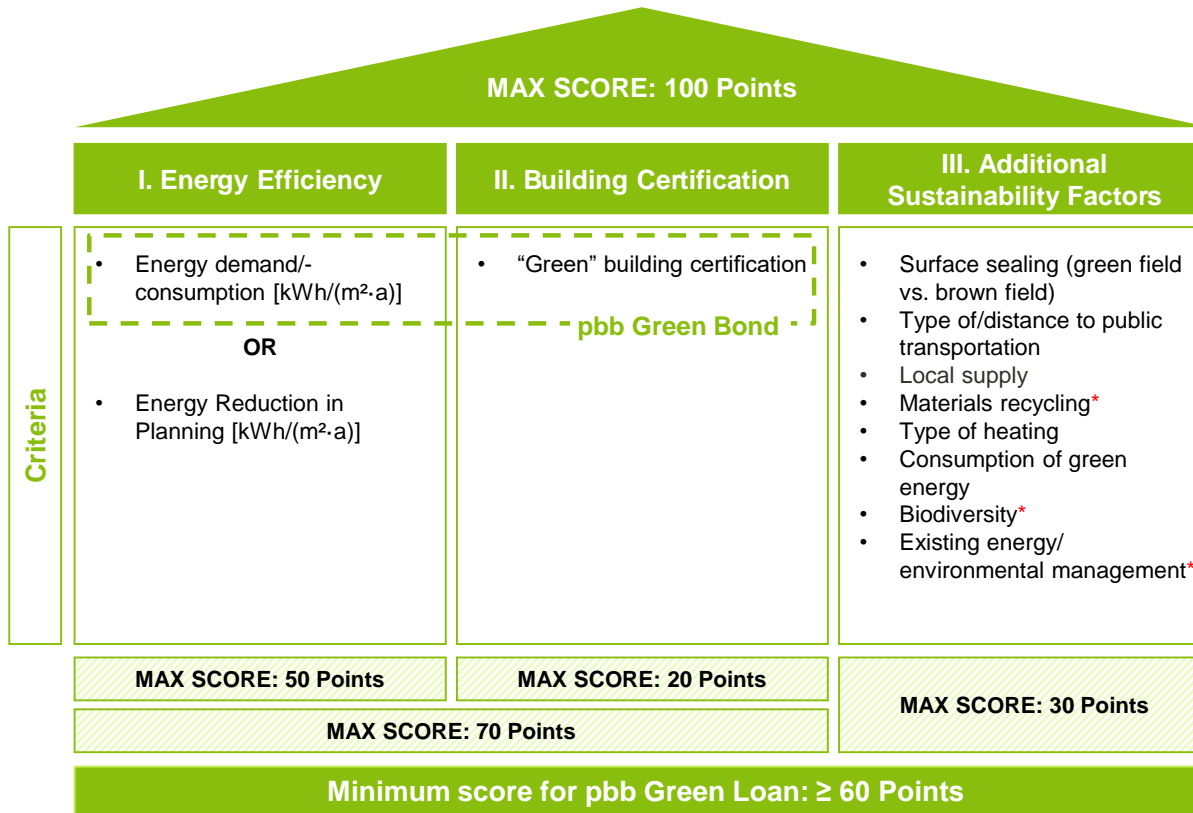 MAX SCORE: 100 Points
I. Energy Efficiency
II. Building Certification
III. Additional
Sustainability Factors
Criteria
• Energy demand/-
consumption [kWh/(m²·a)]
OR
• Energy Reduction in
Planning [kWh/(m²·a)]
• “Green” building certification
pbb Green Bond
• Surface sealing (green field
vs. brown field)
• Type of/distance to public
transportation
• Local supply
• Materials recycling*
• Type of heating
• Consumption of green
energy
• Biodiversity*
• Existing energy/
environmental management*
MAX SCORE: 50 Points
MAX SCORE: 20 Points
MAX SCORE: 70 Points
MAX SCORE: 30 Points
Minimum score for pbb Green Loan: ≥ 60 Points